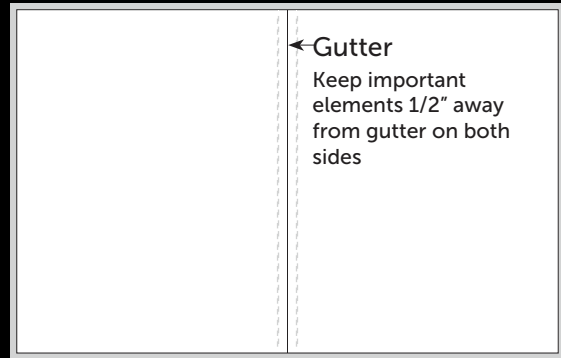 Gutter
Keep important
elements 1/2” away
from gutter on both
sides